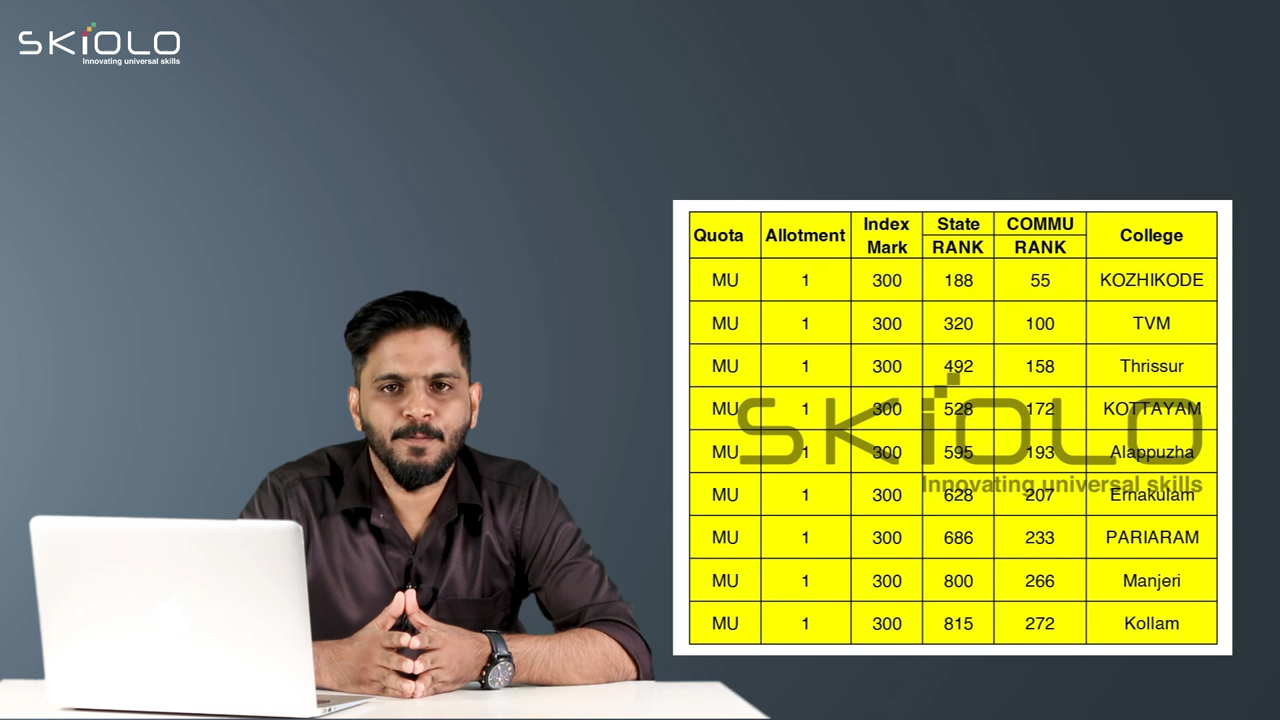 SKIOLO
Innovating universal skills
Quota Allotment Index Mark State RANK COMMU RANK College
MU 1 300 188 55 KOZHIKODE
MU 1 300 320 100 TVM
MU 1 300 492 158 Thrissur
MU 1 300 528 172 KOTTAYAM
MU 1 300 595 193 Alappuzha
MU 1 300 628 207 Ernakulam
MU 1 300 686 233 PARIARAM
MU 1 300 800 266 Manjeri
MU 1 300 815 272 Kollam
SKIOLO
Innovating universal skills